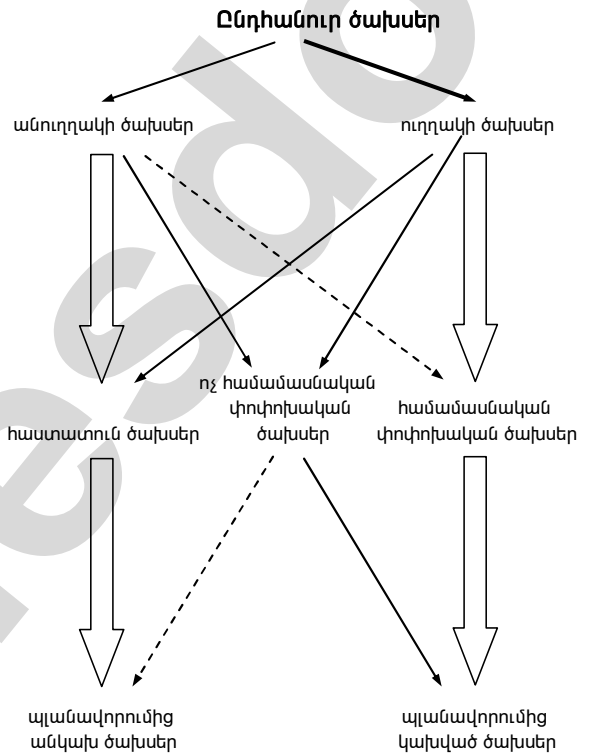 Ընդհանուր ծախսեր
անուղղակի ծախսեր
ուղղակի ծախսեր
ոչ համամասնական
փոփոխական
ծախսեր
հաստատուն ծախսեր
համամասնական
փոփոխական ծախսեր
պլանավորումից
անկախ ծախսեր
պլանավորումից
կախված ծախսեր